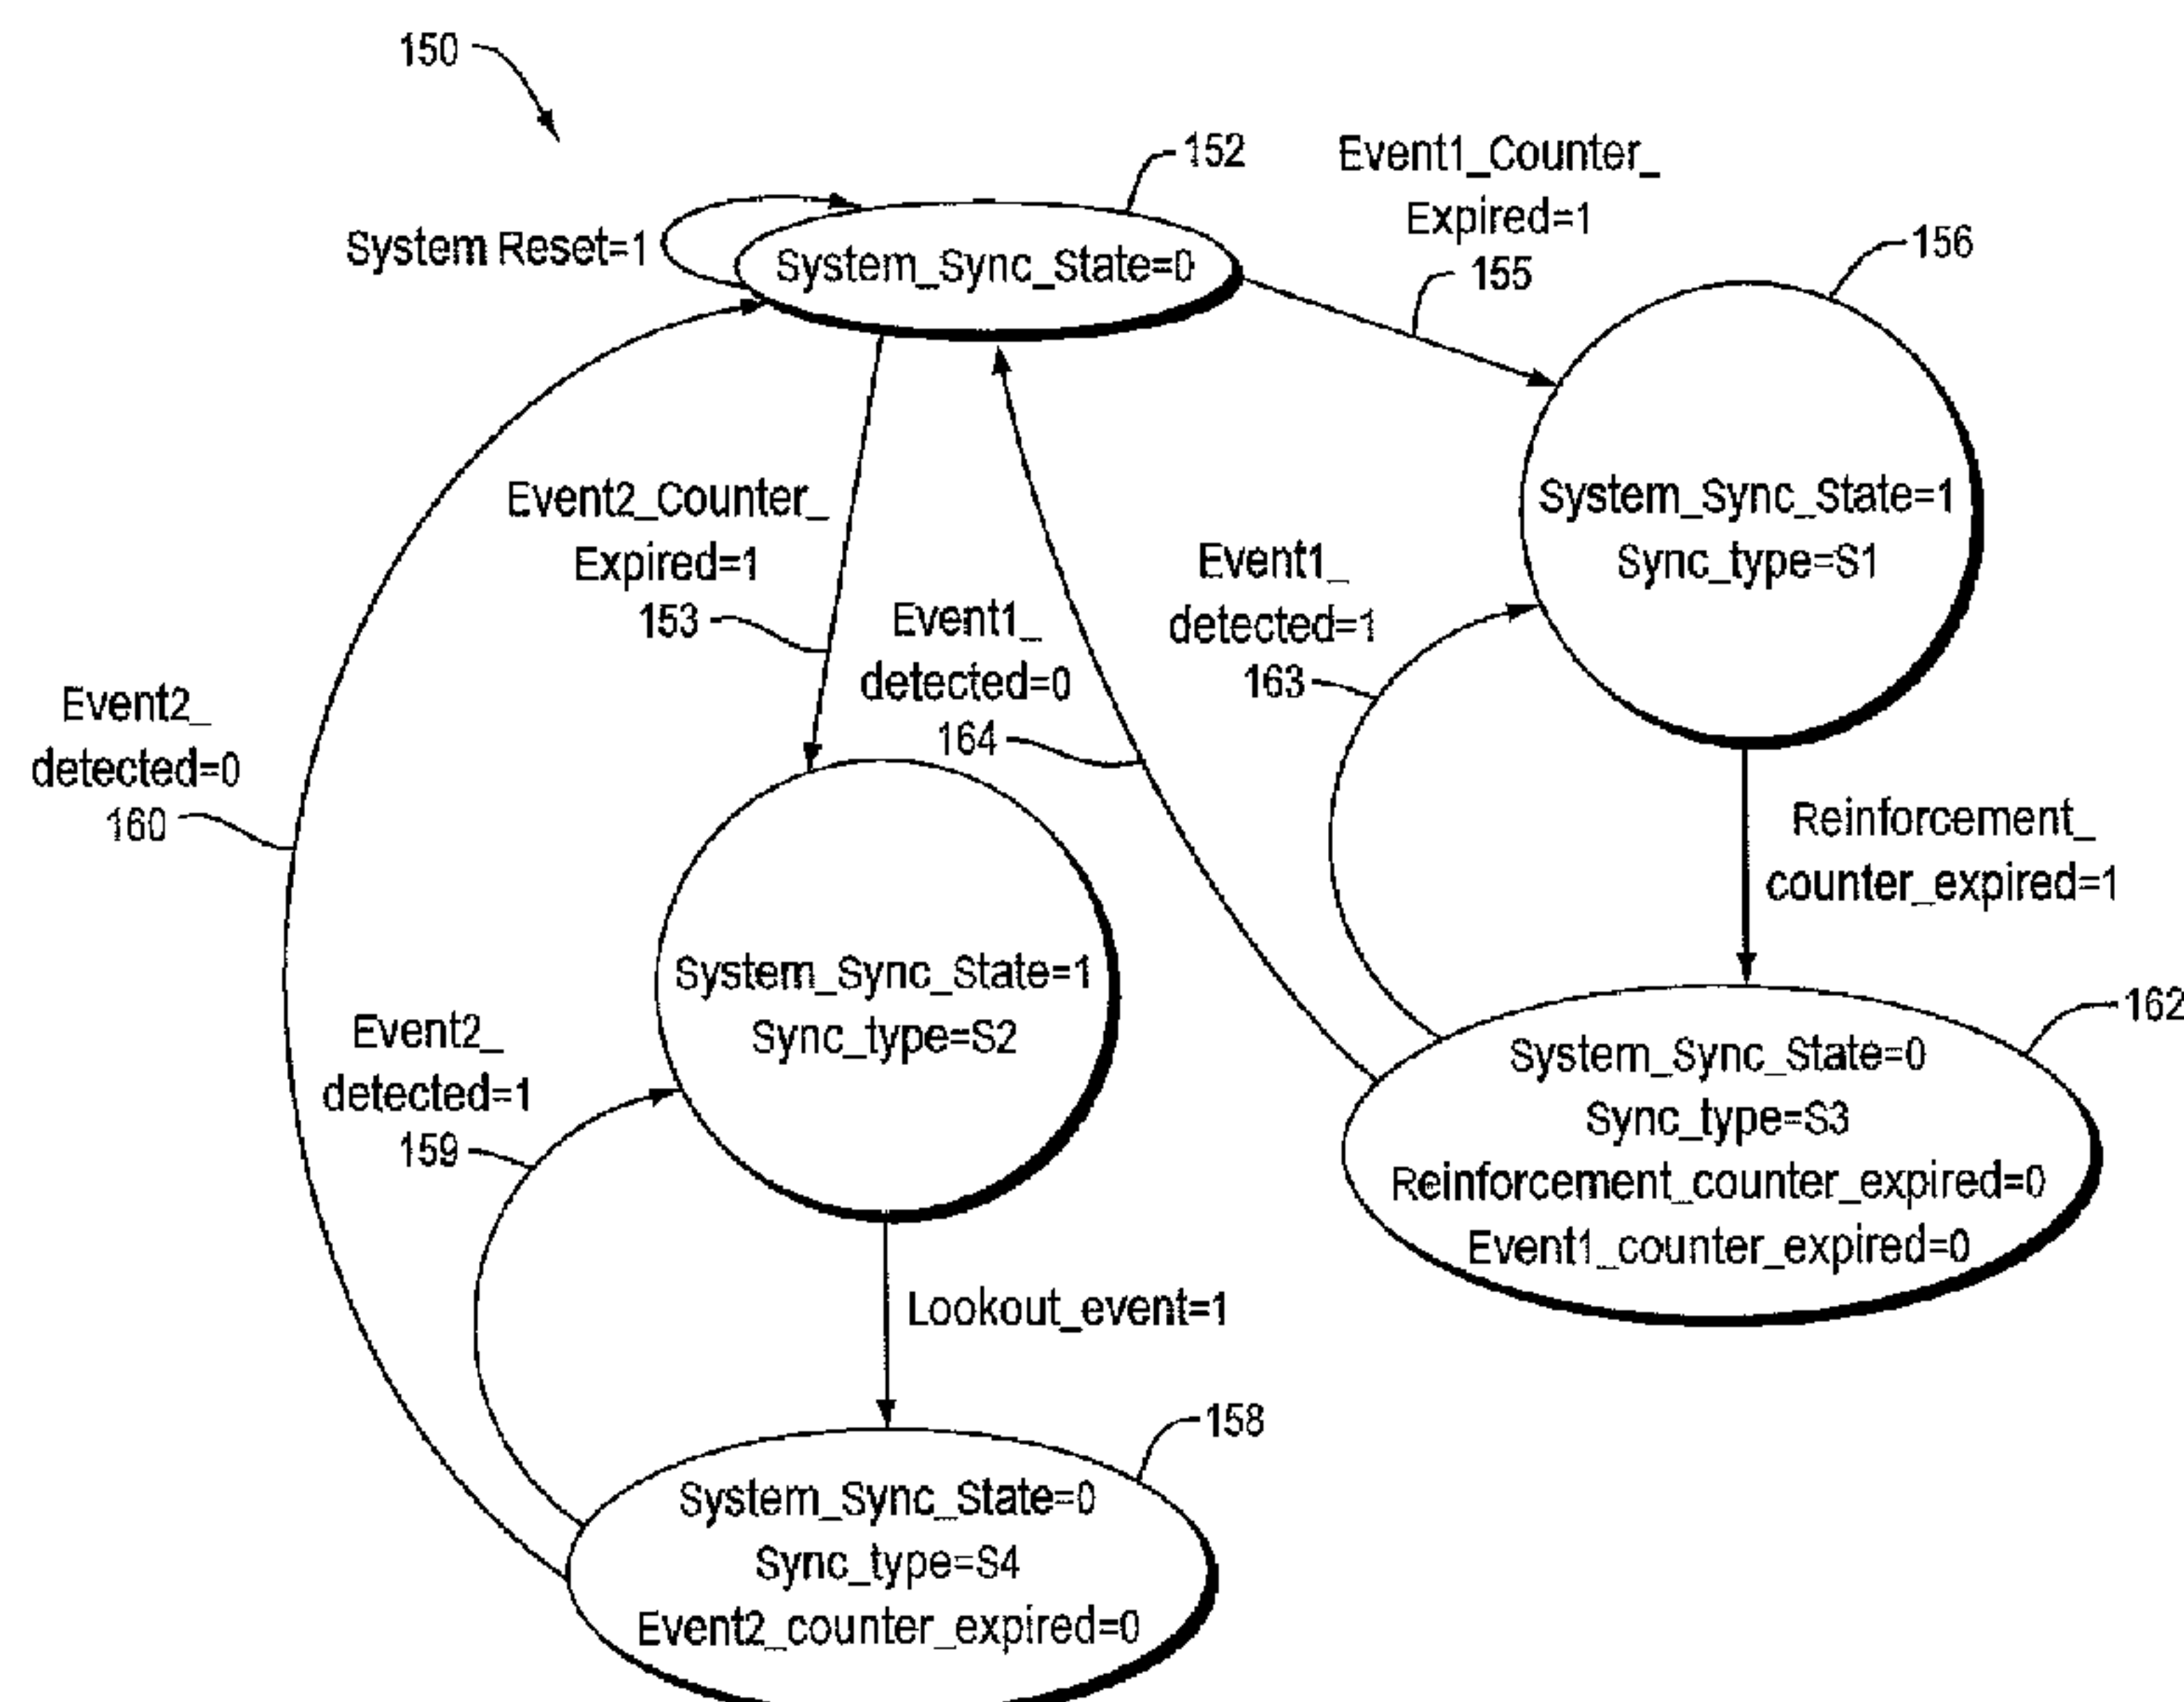 150
152
Event1_Counter_
Expired=1
155
156
System Reset=1
System_Sync_State=0
System_Sync_State=1
Sync_type=S1
Event2_Counter_
Expired=1
153
Event1_
detected=0
164
Event1_
detected=1
163
Event2_
detected=0
160
Reinforcement_
counter_expired=1
System_Sync_State=1
Sync_type=S2
Event2_
detected=1
159
162
System_Sync_State=0
Sync_type=S3
Reinforcement_counter_expired=0
Event1_counter_expired=0
Lookout_event=1
158
System_Sync_State=0
Sync_type=S4
Event2_counter_expired=0